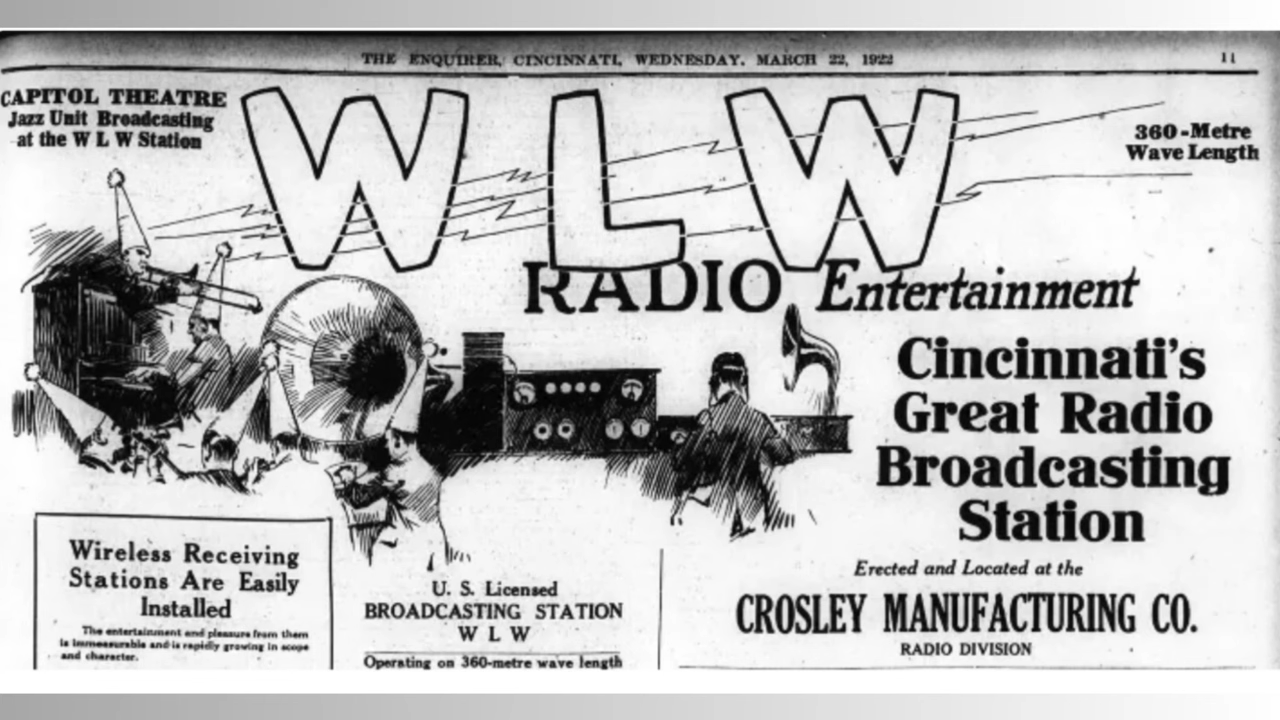 THE ENQUIRER, CINCINNATI, WEDNESDAY, MARCH 22, 1922
11
CAPITOL THEATRE
Jazz Unit Broadcasting
at the W L W Station
W L W
360-Metre
Wave Length
RADIO Entertainment
Cincinnati's
Great Radio
Broadcasting
Station
Erected and Located at the
CROSLEY MANUFACTURING CO.
RADIO DIVISION
Wireless Receiving
Stations Are Easily
Installed
The entertainment and pleasure from them
is immeasurable and is rapidly growing in scope
and character.
U. S. Licensed
BROADCASTING STATION
W L W
Operating on 360-metre wave length